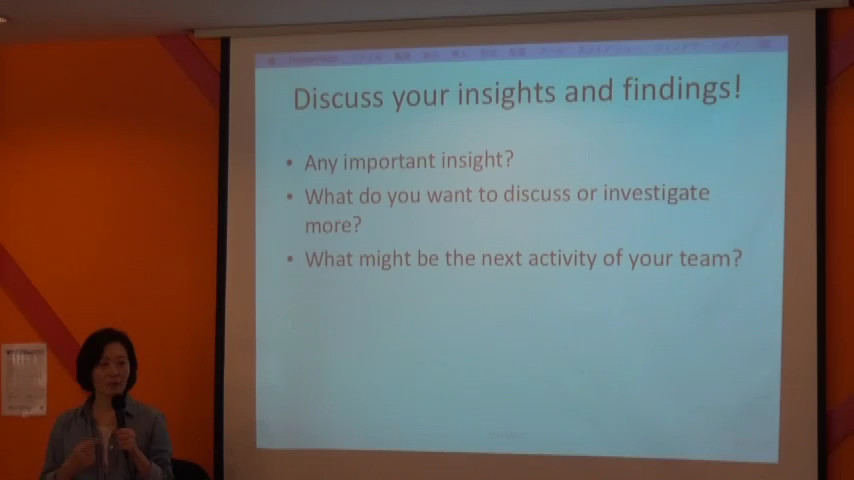 Discuss your insights and findings!
• Any important insight?
• What do you want to discuss or investigate
more?
• What might be the next activity of your team?